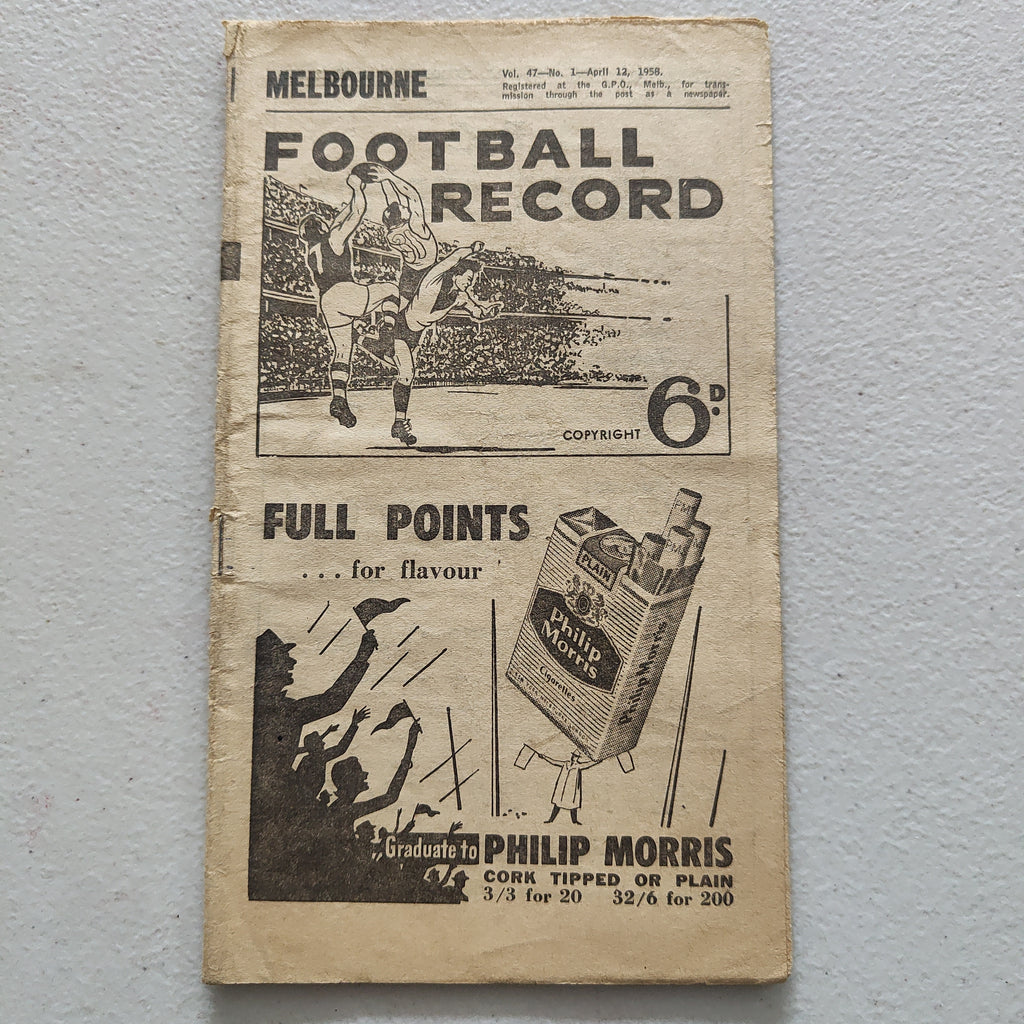 MELBOURNE
Vol. 47—No. 1—April 12, 1958.
Registered at the G.P.O., Melb., for trans-
mission through the post as a newspaper.
FOOTBALL
RECORD
7
COPYRIGHT 6D.
FULL POINTS
...for flavour
PLAIN
Philip
Morris
Cigarettes
Philip Morris
Graduate to PHILIP MORRIS
CORK TIPPED OR PLAIN
3/3 for 20 32/6 for 200